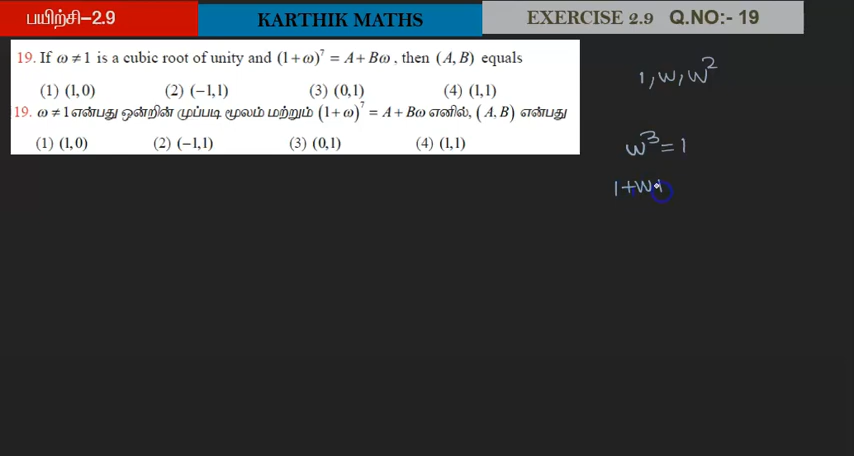 பயிற்சி–2.9 KARTHIK MATHS EXERCISE 2.9 Q.NO:- 19
19. If ω ≠ 1 is a cubic root of unity and (1 + ω)⁷ = A + Bω , then (A, B) equals
(1) (1, 0) (2) (−1, 1) (3) (0, 1) (4) (1, 1)
19. ω ≠ 1 என்பது ஒன்றின் முப்படி மூலம் மற்றும் (1 + ω)⁷ = A + Bω எனில், (A, B) என்பது
(1) (1, 0) (2) (−1, 1) (3) (0, 1) (4) (1, 1)
1, w, w²
w³ = 1
1+w+